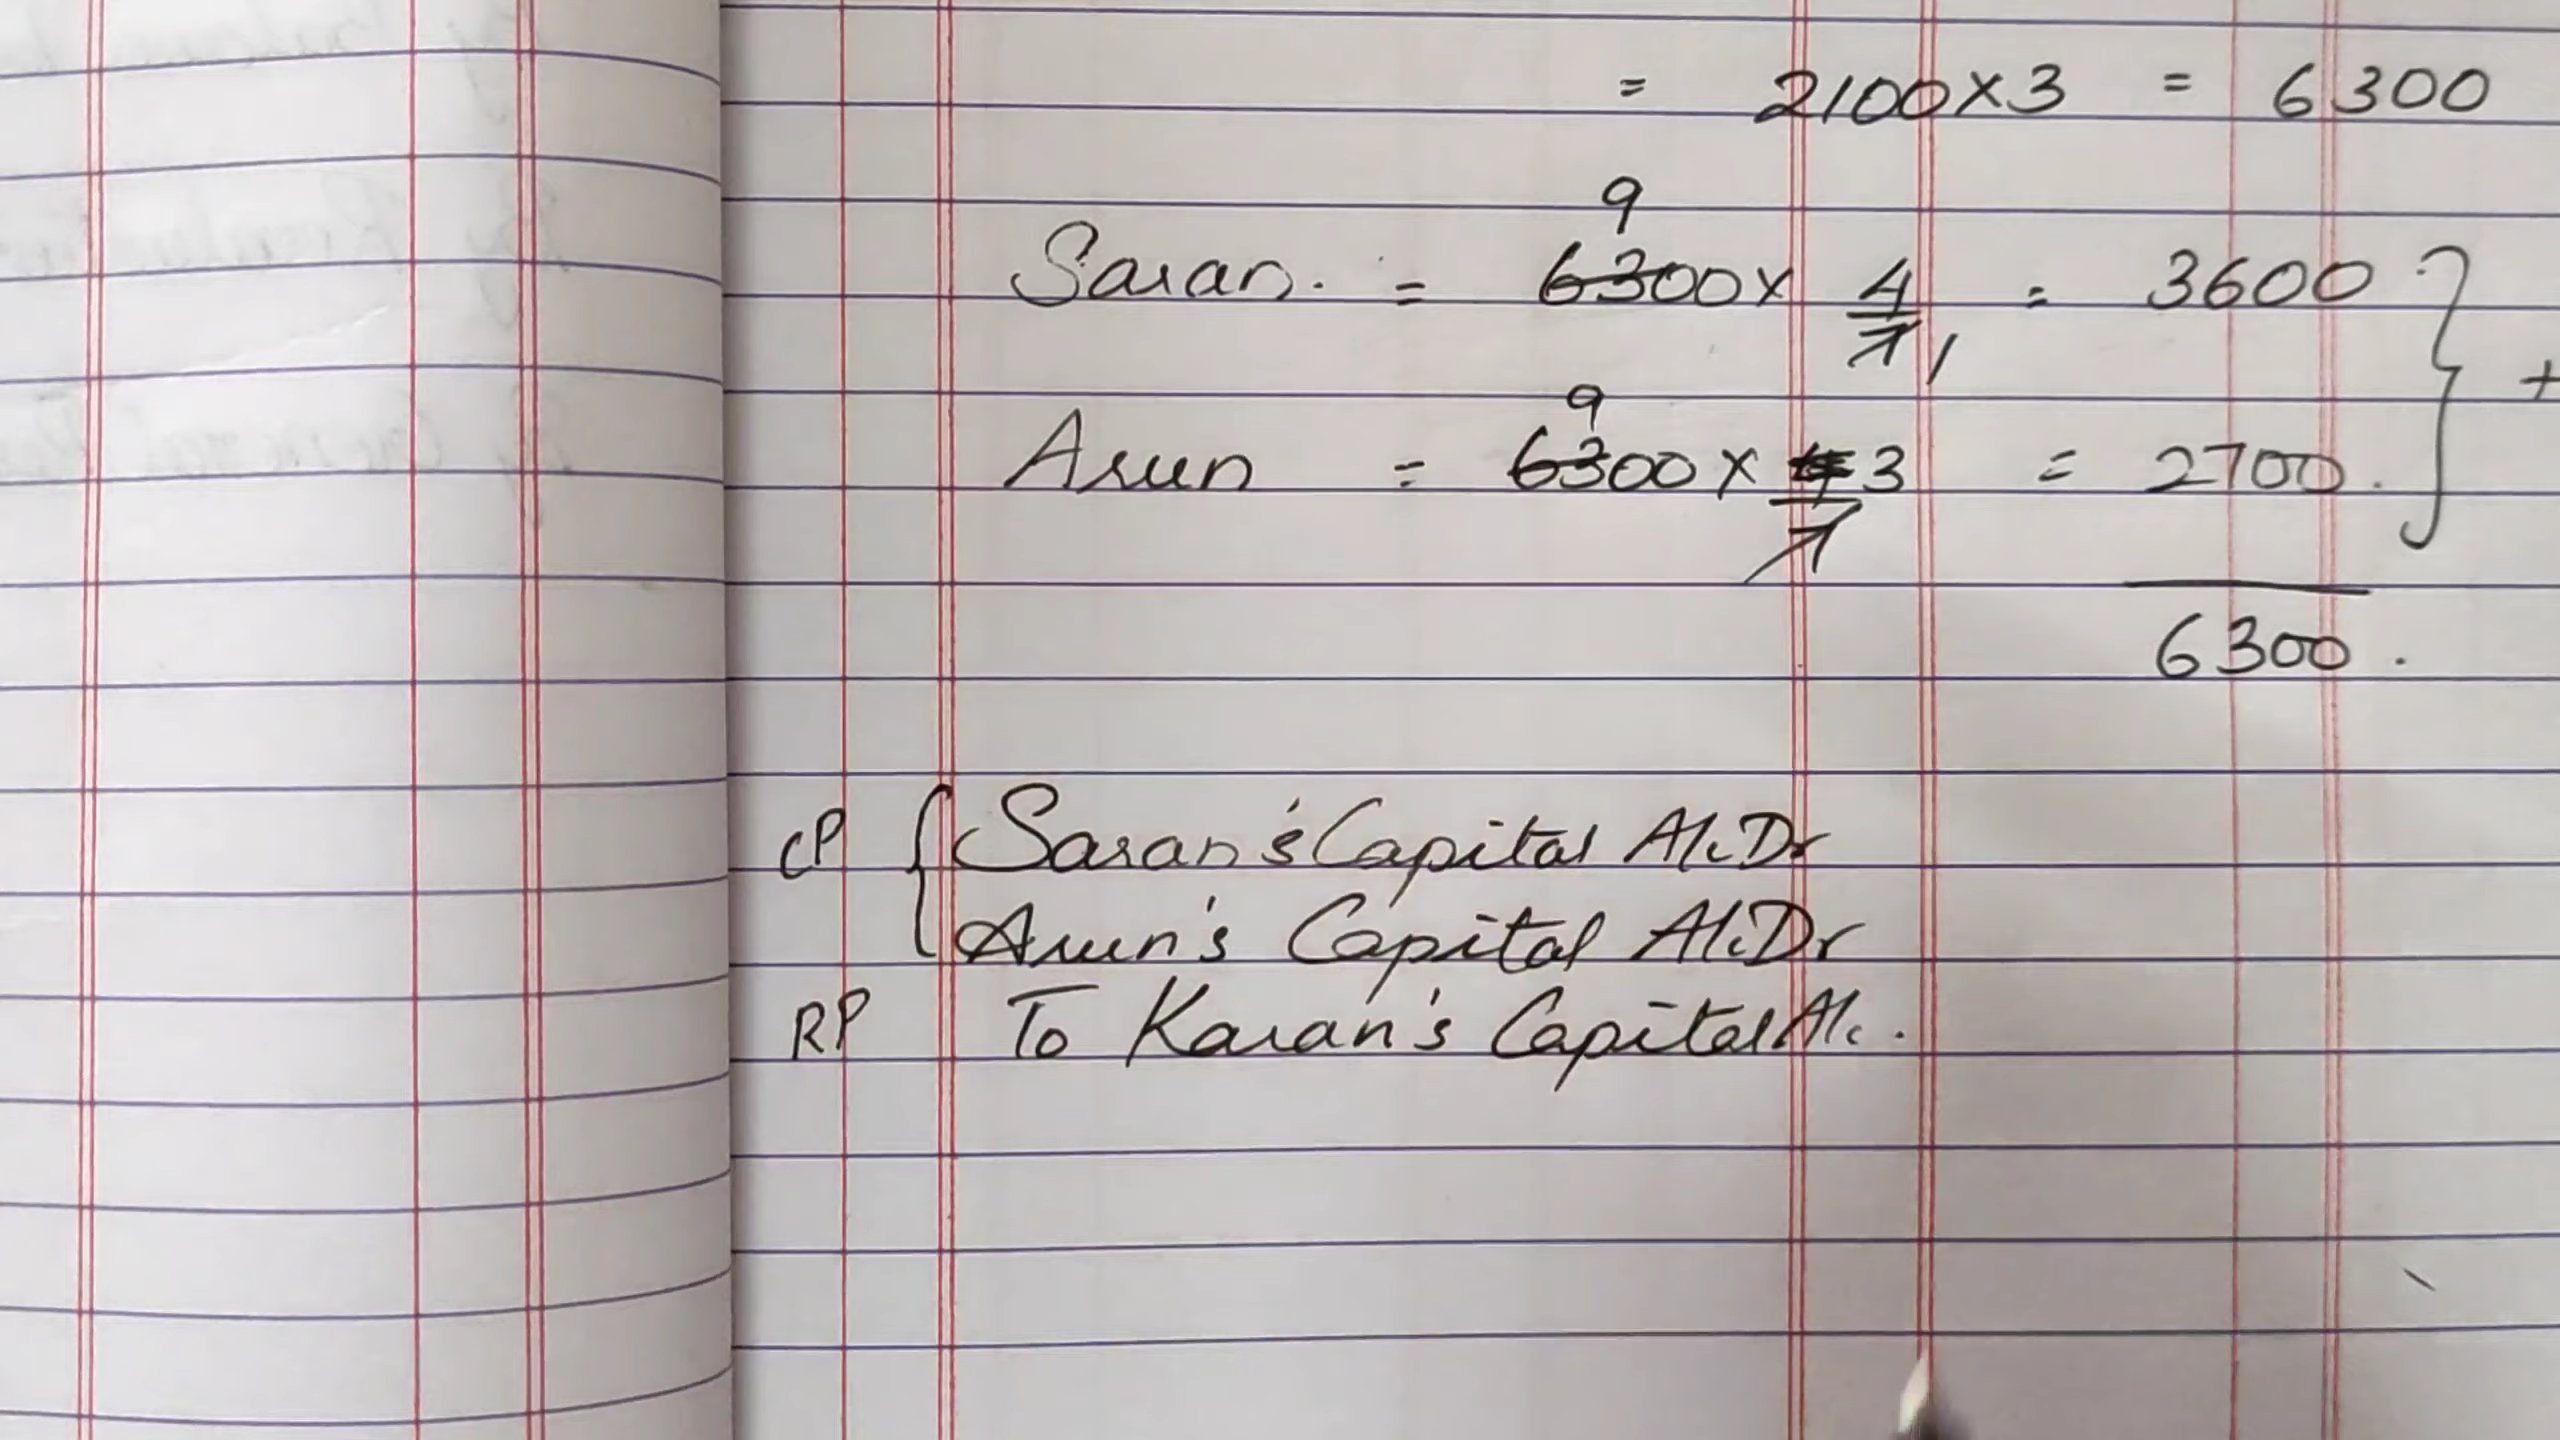 = 2100 x 3 = 6300
9
Saran. = 6300 x 4/7 1 = 3600
9
Arun = 6300 x 3/7 = 2700.
+
6300.
CP { Saran's Capital A/c Dr
Arun's Capital A/c Dr
RP To Karan's Capital A/c.